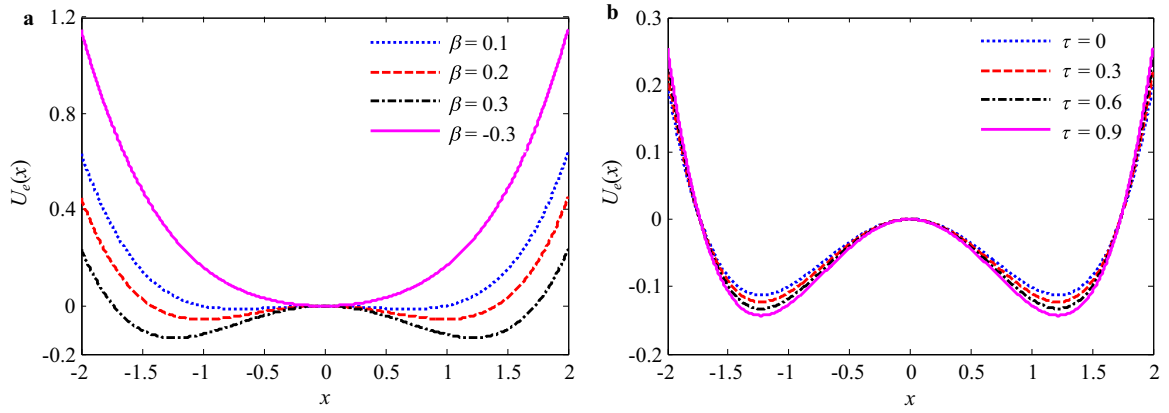 a
1.2
0.8
0.4
0
-0.2
U_e(x)
β = 0.1
β = 0.2
β = 0.3
β = -0.3
-2
-1.5
-1
-0.5
0
0.5
1
1.5
2
x
b
0.3
0.2
0.1
0
-0.1
-0.2
U_e(x)
τ = 0
τ = 0.3
τ = 0.6
τ = 0.9
-2
-1.5
-1
-0.5
0
0.5
1
1.5
2
x